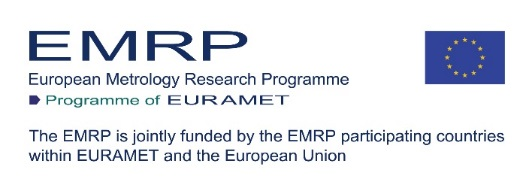 EMRP
European Metrology Research Programme
Programme of EURAMET
The EMRP is jointly funded by the EMRP participating countries
within EURAMET and the European Union